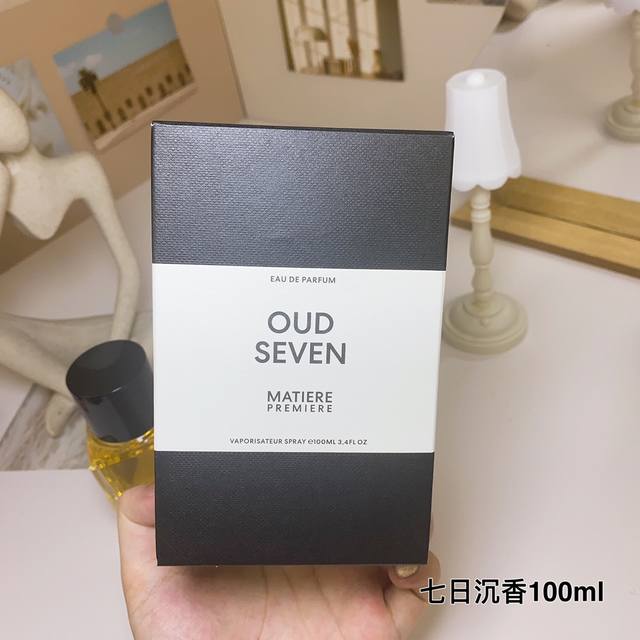 EAU DE PARFUM
OUD
SEVEN
MATIERE
PREMIERE
VAPORISATEUR SPRAY ℮100ML 3.4FL OZ
七日沉香100ml